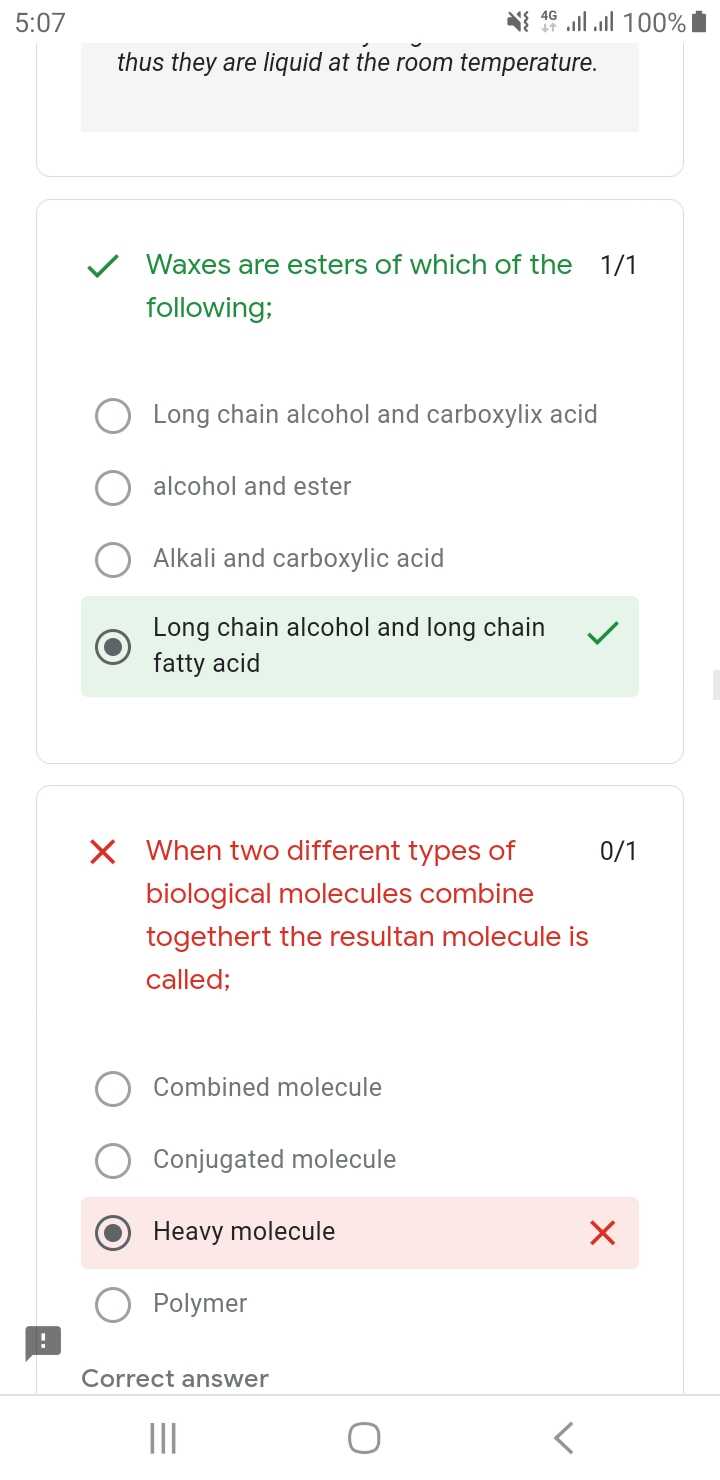 5:07 4G 100%
thus they are liquid at the room temperature.
Waxes are esters of which of the 1/1
following;
Long chain alcohol and carboxylix acid
alcohol and ester
Alkali and carboxylic acid
Long chain alcohol and long chain
fatty acid
When two different types of 0/1
biological molecules combine
togethert the resultan molecule is
called;
Combined molecule
Conjugated molecule
Heavy molecule
Polymer
Correct answer